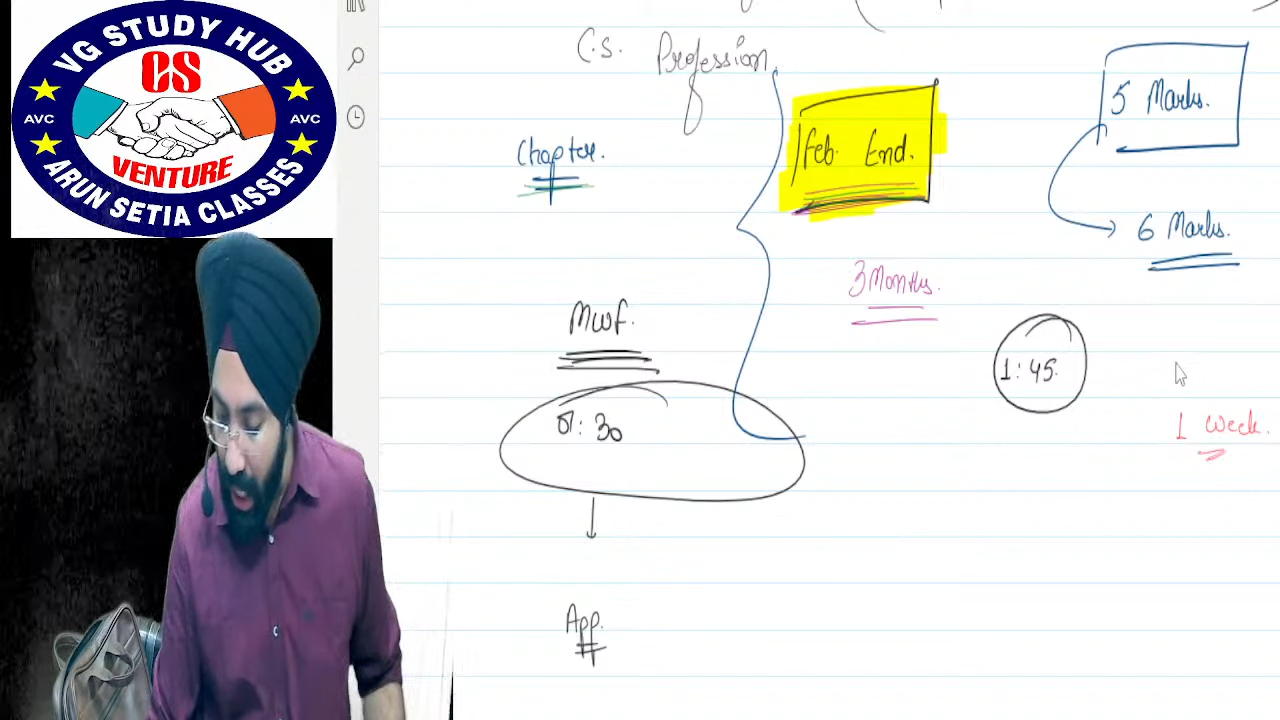 VG STUDY HUB
CS
AVC
AVC
VENTURE
ARUN SETIA CLASSES
C.S. Profession
Chapter.
Feb. End.
5 Marks.
6 Marks.
3 Months.
Mwf.
1:45.
: 30
1 week.
App.